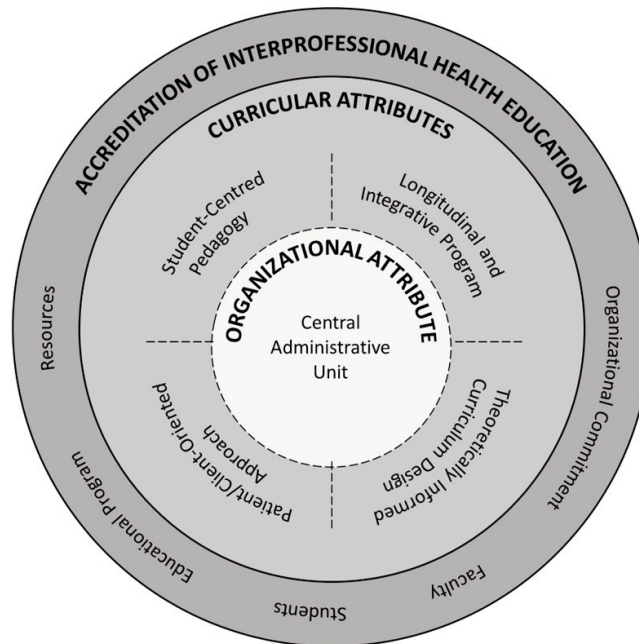 ACCREDITATION OF INTERPROFESSIONAL HEALTH EDUCATION
CURRICULAR ATTRIBUTES
Student-Centred
Pedagogy
Longitudinal and
Integrative Program
ORGANIZATIONAL ATTRIBUTE
Central
Administrative
Unit
Patient/Client-Oriented
Approach
Theoretically Informed
Curriculum Design
Resources
Educational Program
Students
Faculty
Organizational Commitment